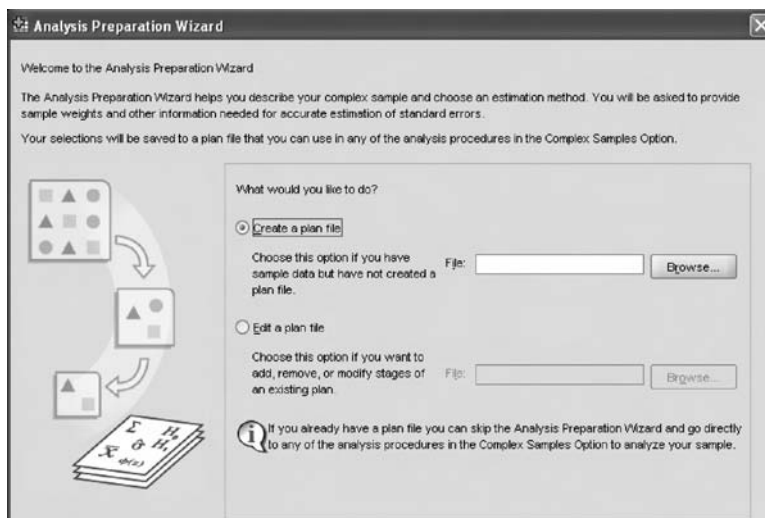 Analysis Preparation Wizard
Welcome to the Analysis Preparation Wizard
The Analysis Preparation Wizard helps you describe your complex sample and choose an estimation method. You will be asked to provide
sample weights and other information needed for accurate estimation of standard errors.
Your selections will be saved to a plan file that you can use in any of the analysis procedures in the Complex Samples Option.
What would you like to do?
Create a plan file
Choose this option if you have
sample data but have not created a
plan file.
File:
Browse...
Edit a plan file
Choose this option if you want to
add, remove, or modify stages of
an existing plan.
File:
Browse...
If you already have a plan file you can skip the Analysis Preparation Wizard and go directly
to any of the analysis procedures in the Complex Samples Option to analyze your sample.
Σ H₀
σ̂ H₁
X̄ φ(z)